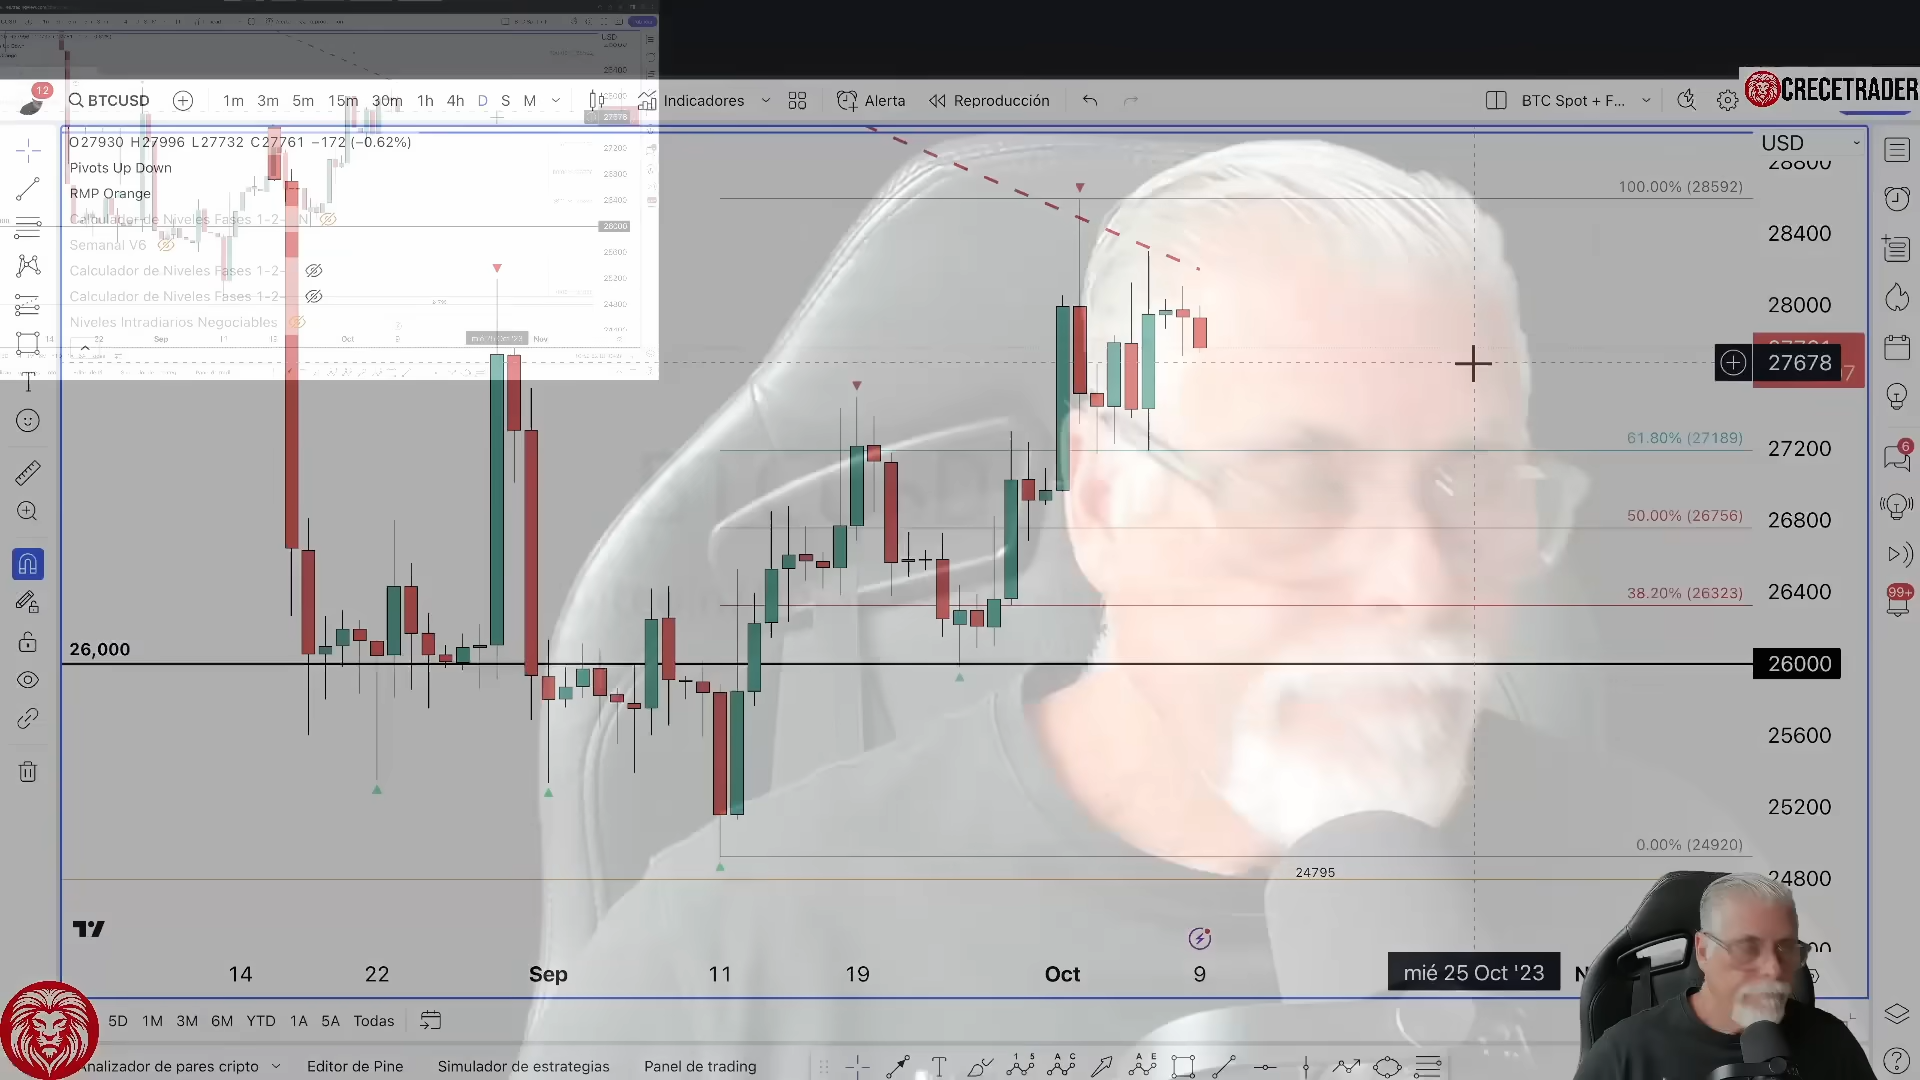 12
BTCUSD
1m 3m 5m 15m 30m 1h 4h D S M
Indicadores
Alerta
Reproducción
BTC Spot + F...
CRECETRADER
O27930 H27996 L27732 C27761 −172 (−0.62%)
Pivots Up Down
RMP Orange
Calculador de Niveles Fases 1-2-
Semanal V6
Calculador de Niveles Fases 1-2-
Calculador de Niveles Fases 1-2-
Niveles Intradiarios Negociables
USD
28800
100.00% (28592)
28400
28000
27678
61.80% (27189)
27200
50.00% (26756)
26800
38.20% (26323)
26400
26,000
26000
25600
25200
0.00% (24920)
24795
24800
6
99+
14 22 Sep 11 19 Oct 9
mié 25 Oct '23
5D 1M 3M 6M YTD 1A 5A Todas
Analizador de pares cripto
Editor de Pine
Simulador de estrategias
Panel de trading